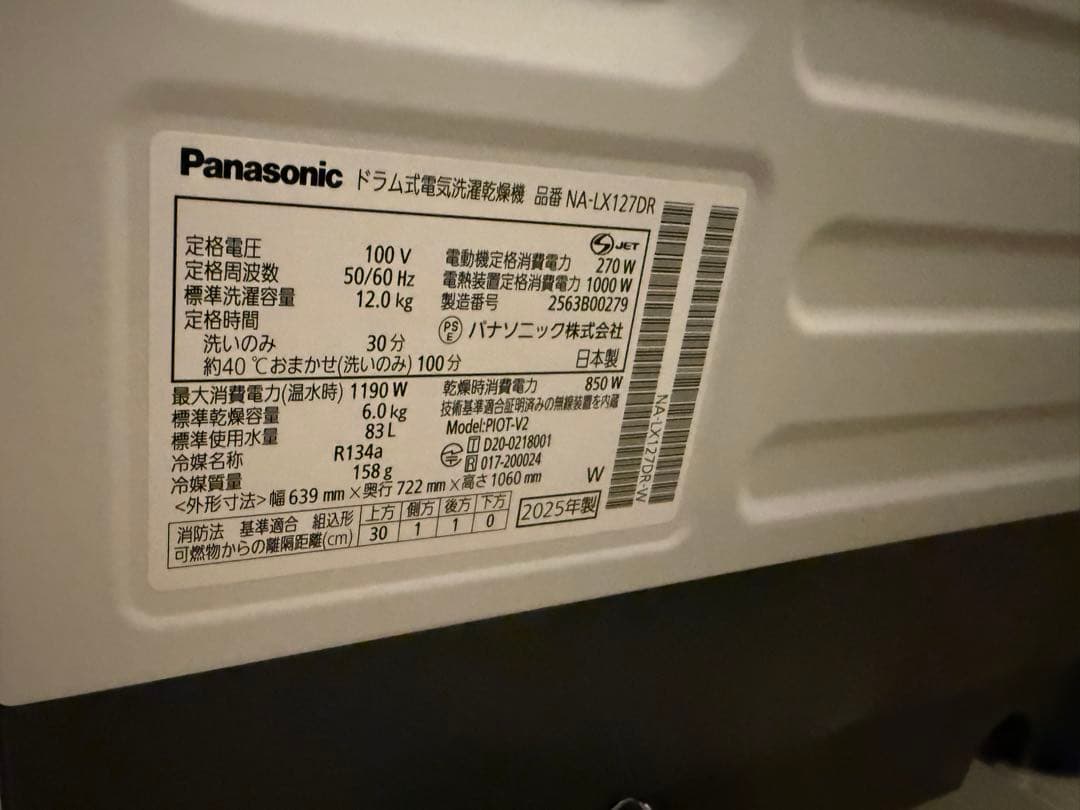 Panasonic ドラム式電気洗濯乾燥機 品番 NA-LX127DR
定格電圧 100 V
定格周波数 50/60 Hz
標準洗濯容量 12.0 kg
定格時間
洗いのみ 30 分
約40 ℃おまかせ(洗いのみ) 100 分
S JET
電動機定格消費電力 270 W
電熱装置定格消費電力 1000 W
製造番号 2563B00279
PS E パナソニック株式会社
日本製
最大消費電力(温水時) 1190 W
標準乾燥容量 6.0 kg
標準使用水量 83 L
冷媒名称 R134a
冷媒質量 158 g
乾燥時消費電力 850 W
技術基準適合証明済みの無線装置を内蔵
Model:PIOT-V2
T D20-0218001
R 017-200024
W
<外形寸法> 幅 639 mm × 奥行 722 mm × 高さ 1060 mm
消防法 基準適合 組込形
可燃物からの離隔距離(cm)
上方 側方 後方 下方
30 1 1 0
2025年製
NA-LX127DR-W